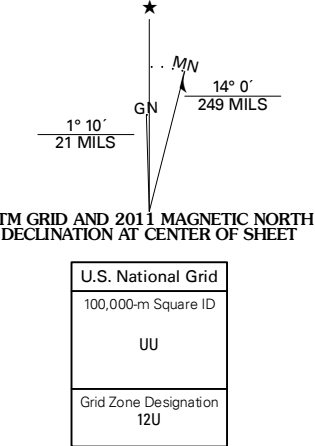 ★
MN
GN
14° 0´
249 MILS
1° 10´
21 MILS
TM GRID AND 2011 MAGNETIC NORTH
DECLINATION AT CENTER OF SHEET
U.S. National Grid
100,000-m Square ID
UU
Grid Zone Designation
12U